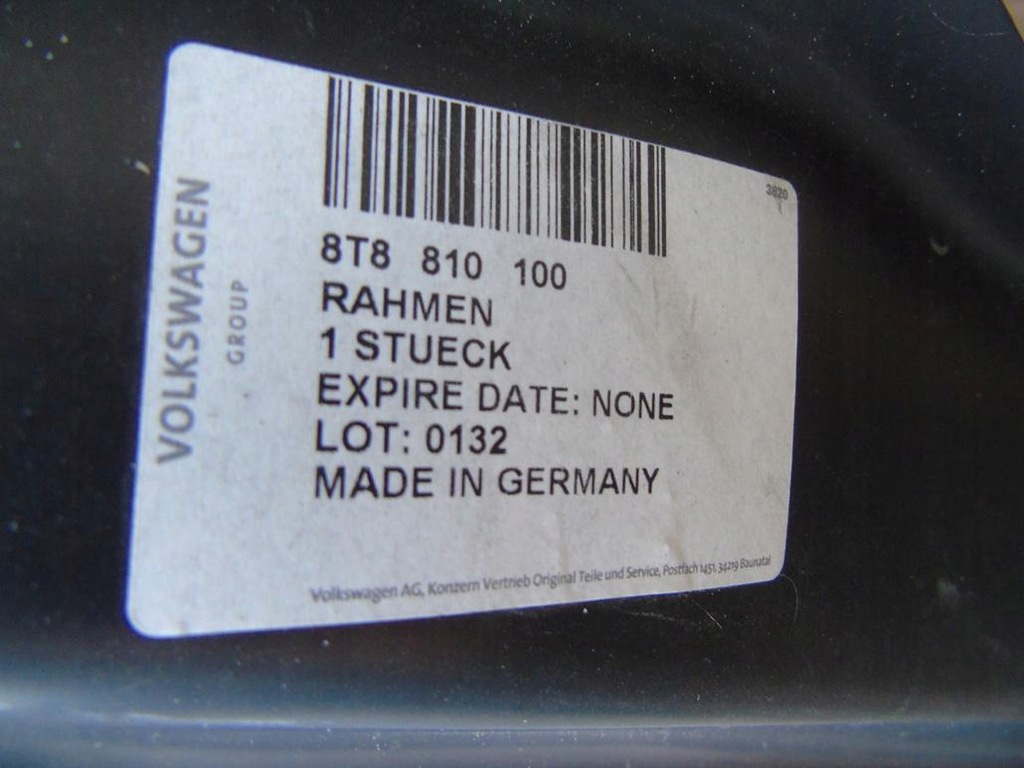 VOLKSWAGEN
GROUP
3820
8T8 810 100
RAHMEN
1 STUECK
EXPIRE DATE: NONE
LOT: 0132
MADE IN GERMANY
Volkswagen AG, Konzern Vertrieb Original Teile und Service, Postfach 1451, 34219 Baunatal